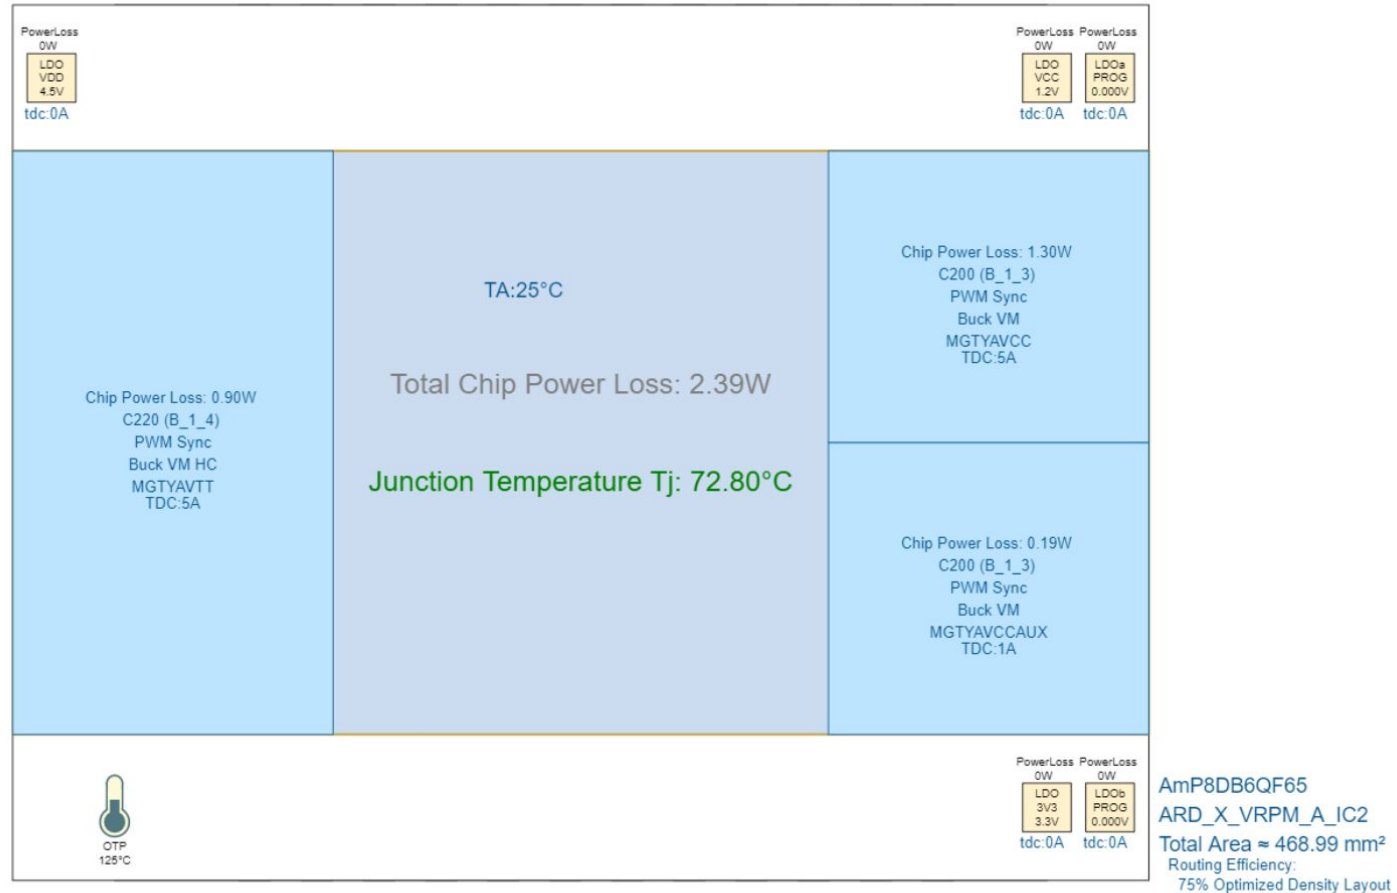 PowerLoss
0W
LDO
VDD
4.5V
tdc:0A
PowerLoss
0W
LDO
VCC
1.2V
tdc:0A
PowerLoss
0W
LDOa
PROG
0.000V
tdc:0A
Chip Power Loss: 0.90W
C220 (B_1_4)
PWM Sync
Buck VM HC
MGTYAVTT
TDC:5A
TA:25°C
Total Chip Power Loss: 2.39W
Junction Temperature Tj: 72.80°C
Chip Power Loss: 1.30W
C200 (B_1_3)
PWM Sync
Buck VM
MGTYAVCC
TDC:5A
Chip Power Loss: 0.19W
C200 (B_1_3)
PWM Sync
Buck VM
MGTYAVCCAUX
TDC:1A
OTP
125°C
PowerLoss
0W
LDO
3V3
3.3V
tdc:0A
PowerLoss
0W
LDOb
PROG
0.000V
tdc:0A
AmP8DB6QF65
ARD_X_VRPM_A_IC2
Total Area ≈ 468.99 mm²
Routing Efficiency:
75% Optimized Density Layout